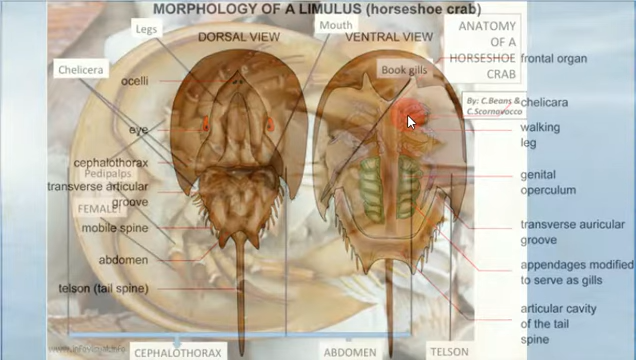 MORPHOLOGY OF A LIMULUS (horseshoe crab)
Legs
Mouth
DORSAL VIEW
VENTRAL VIEW
ANATOMY
OF A
HORSESHOE
CRAB
frontal organ
Chelicera
Book gills
ocelli
By: C.Beans &
C.Scornavocco
chelicara
eye
walking
leg
cephalothorax
Pedipalps
transverse articular
groove
genital
operculum
FEMALE!
mobile spine
transverse auricular
groove
abdomen
appendages modified
to serve as gills
telson (tail spine)
articular cavity
of the tail
spine
CEPHALOTHORAX
ABDOMEN
TELSON